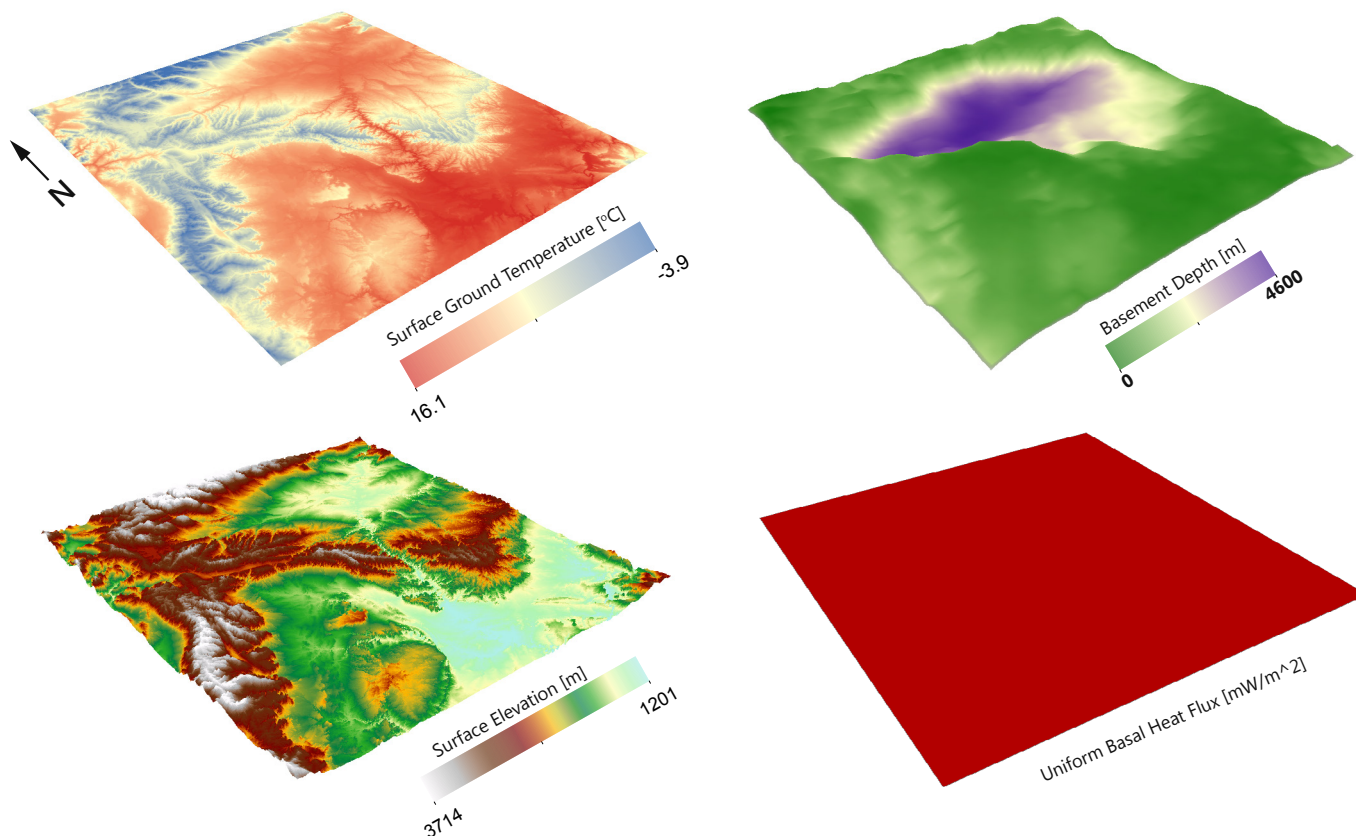 N
Surface Ground Temperature [°C]
-3.9
16.1
Basement Depth [m]
4600
0
Surface Elevation [m]
1201
3714
Uniform Basal Heat Flux [mW/m^2]